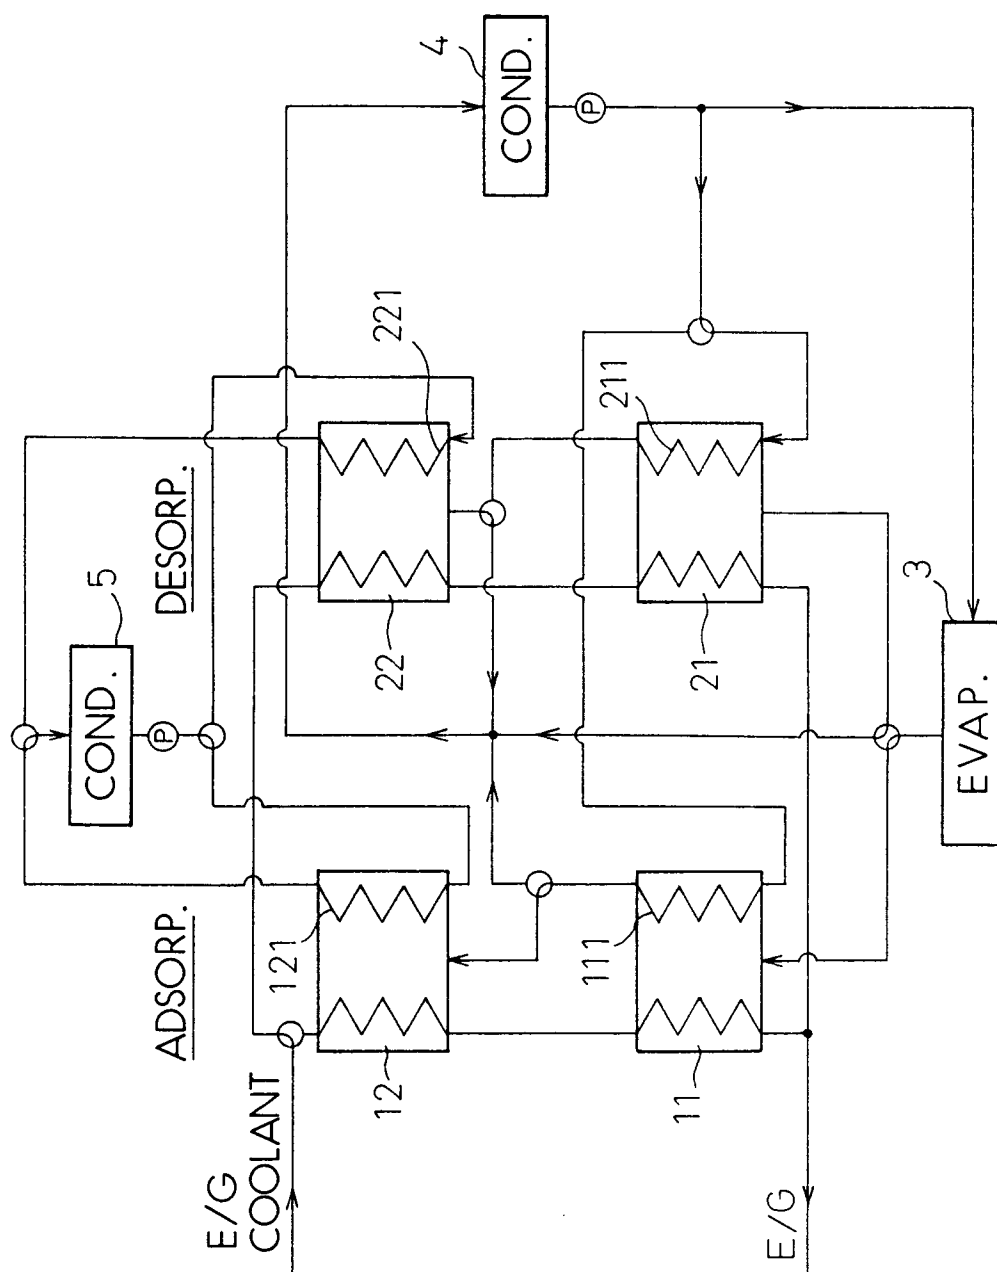 ADSORP.
DESORP.
E/G
COOLANT
COND.
5
P
COND.
4
P
121
12
22
221
111
11
21
211
EVAP.
3
E/G